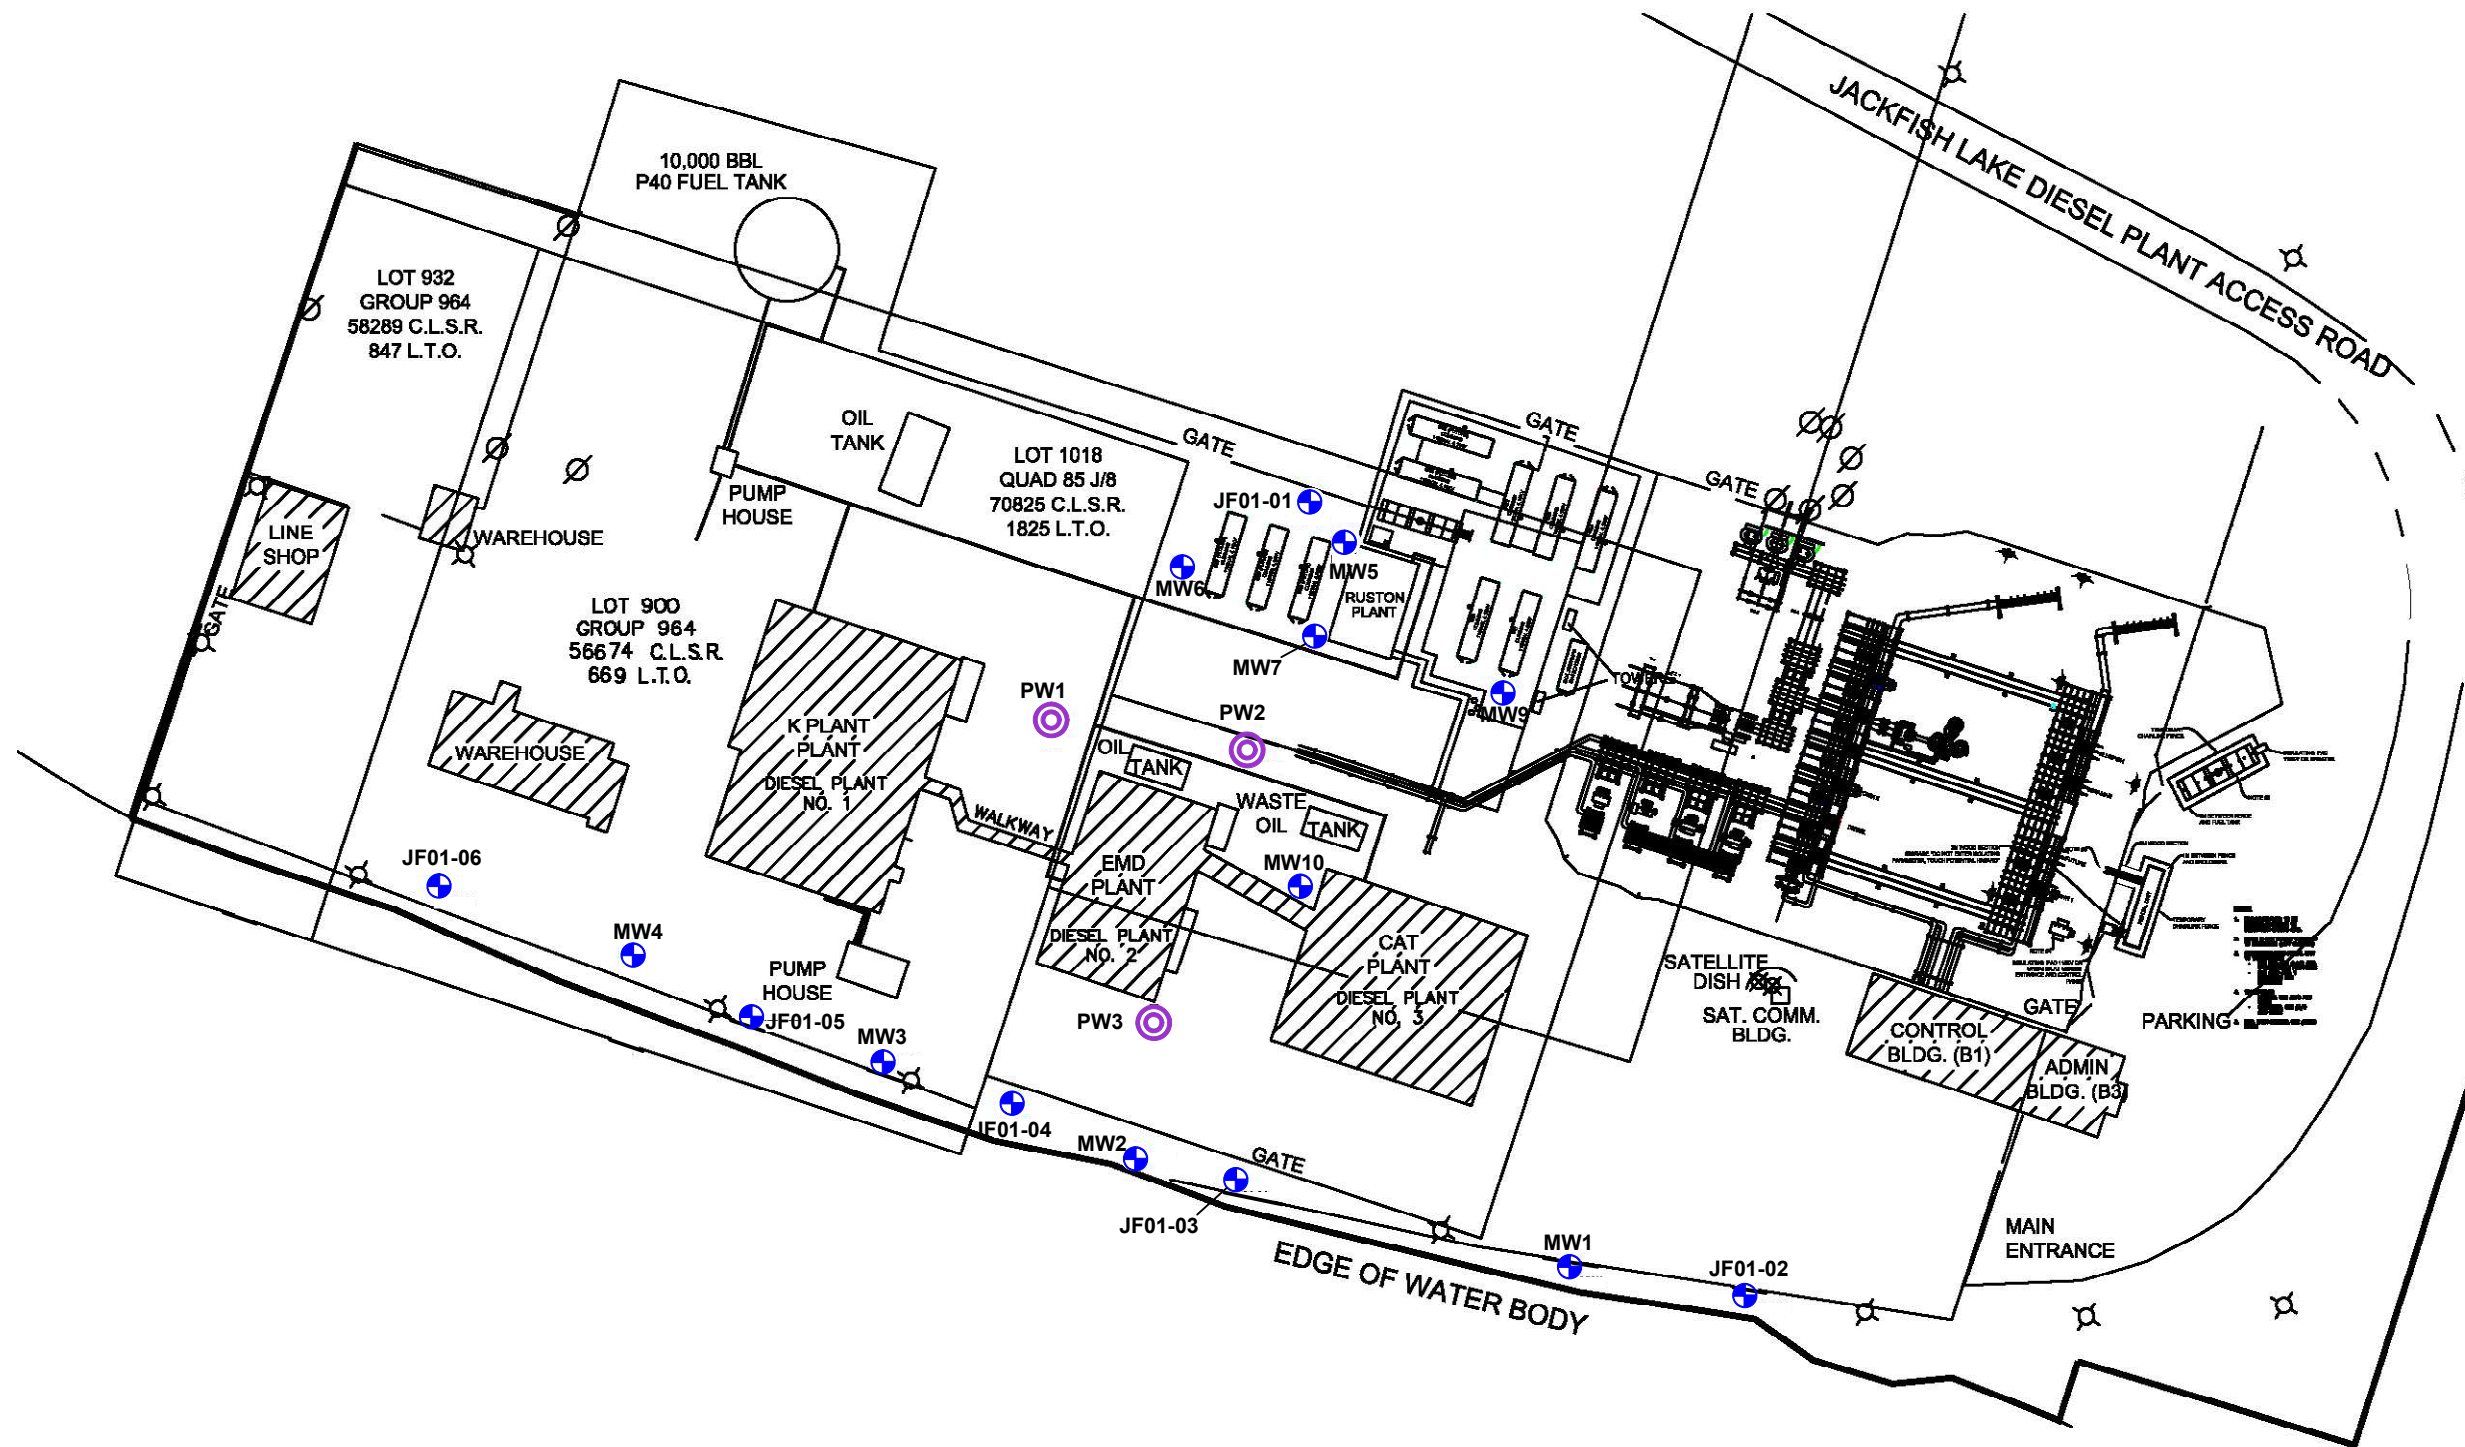 JACKFISH LAKE DIESEL PLANT ACCESS ROAD
10,000 BBL
P40 FUEL TANK
LOT 932
GROUP 964
58289 C.L.S.R.
847 L.T.O.
OIL
TANK
LOT 1018
QUAD 85 J/8
70825 C.L.S.R.
1825 L.T.O.
GATE
GATE
GATE
PUMP
HOUSE
JF01-01
LINE
SHOP
WAREHOUSE
MW5
MW6
RUSTON
PLANT
GATE
LOT 900
GROUP 964
56674 C.L.S.R.
669 L.T.O.
MW7
TOWERS
MW9
PW1
PW2
K PLANT
PLANT
DIESEL PLANT
NO. 1
WAREHOUSE
OIL
TANK
WASTE
OIL
TANK
WALKWAY
JF01-06
EMD
PLANT
DIESEL PLANT
NO. 2
MW10
MW4
CAT
PLANT
DIESEL PLANT
NO. 3
SATELLITE
DISH
SAT. COMM.
BLDG.
PUMP
HOUSE
JF01-05
PW3
MW3
CONTROL
BLDG. (B1)
GATE
PARKING
ADMIN
BLDG. (B3)
TEMPORARY
CHAINLINK FENCE
JF01-04
MW2
GATE
JF01-03
MW1
JF01-02
MAIN
ENTRANCE
EDGE OF WATER BODY